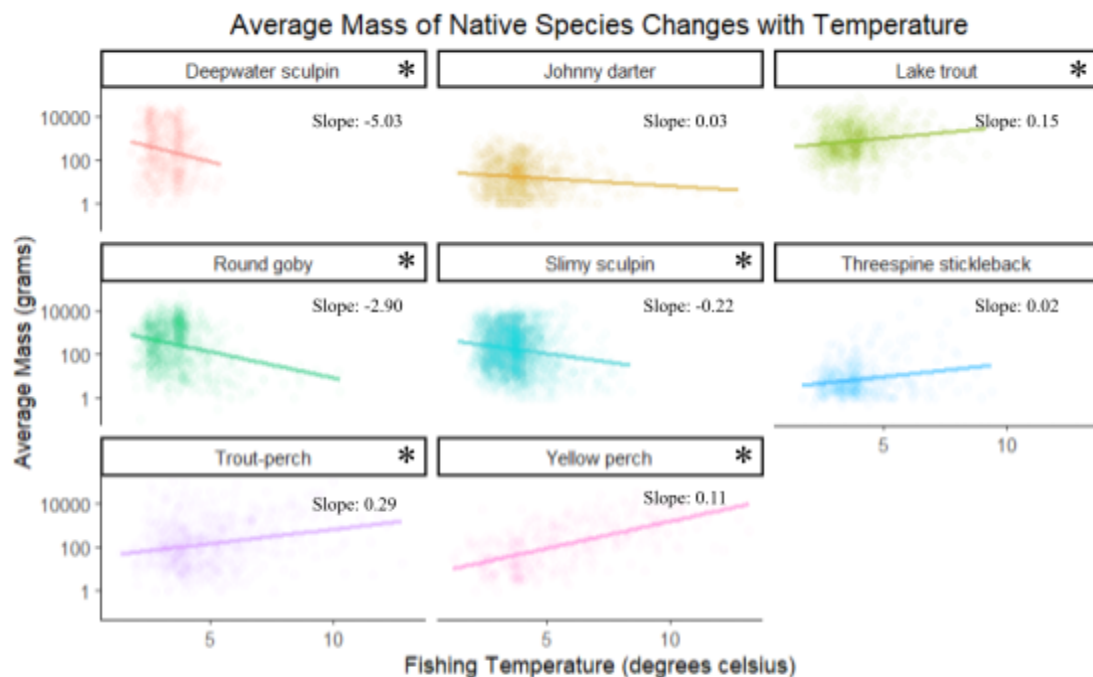 Average Mass of Native Species Changes with Temperature
Deepwater sculpin *
Johnny darter
Lake trout *
Slope: -5.03
Slope: 0.03
Slope: 0.15
10000
100
1
Round goby *
Slimy sculpin *
Threespine stickleback
Slope: -2.90
Slope: -0.22
Slope: 0.02
10000
100
1
5
10
Trout-perch *
Yellow perch *
Slope: 0.29
Slope: 0.11
10000
100
1
5
10
5
10
Average Mass (grams)
Fishing Temperature (degrees celsius)